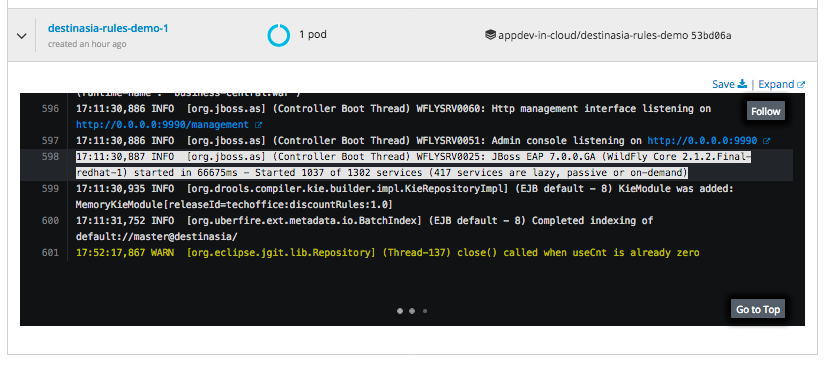 destinasia-rules-demo-1
created an hour ago
1 pod
appdev-in-cloud/destinasia-rules-demo 53bd06a
Save | Expand
(runtime-name : "business-central.war")
596 17:11:30,886 INFO [org.jboss.as] (Controller Boot Thread) WFLYSRV0060: Http management interface listening on
http://0.0.0.0:9990/management
Follow
597 17:11:30,886 INFO [org.jboss.as] (Controller Boot Thread) WFLYSRV0051: Admin console listening on http://0.0.0.0:9990
598 17:11:30,887 INFO [org.jboss.as] (Controller Boot Thread) WFLYSRV0025: JBoss EAP 7.0.0.GA (WildFly Core 2.1.2.Final-
redhat-1) started in 66675ms - Started 1037 of 1302 services (417 services are lazy, passive or on-demand)
599 17:11:30,935 INFO [org.drools.compiler.kie.builder.impl.KieRepositoryImpl] (EJB default - 8) KieModule was added:
MemoryKieModule[releaseId=techoffice:discountRules:1.0]
600 17:11:31,752 INFO [org.uberfire.ext.metadata.io.BatchIndex] (EJB default - 8) Completed indexing of
default://master@destinasia/
601 17:52:17,867 WARN [org.eclipse.jgit.lib.Repository] (Thread-137) close() called when useCnt is already zero
Go to Top